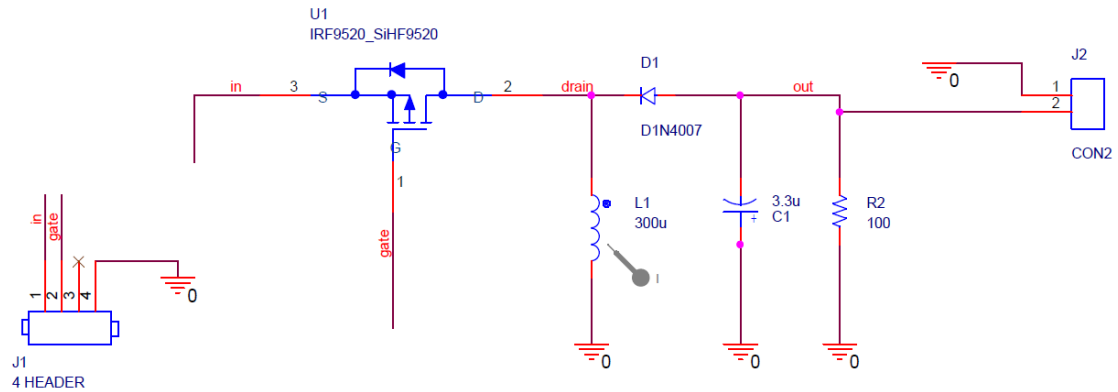 U1
IRF9520_SiHF9520
in
3
S
D
2
drain
D1
D1N4007
out
0
J2
1
2
CON2
G
1
gate
L1
300u
I
3.3u
C1
+
R2
100
in
gate
1
2
3
4
0
0
0
0
J1
4 HEADER